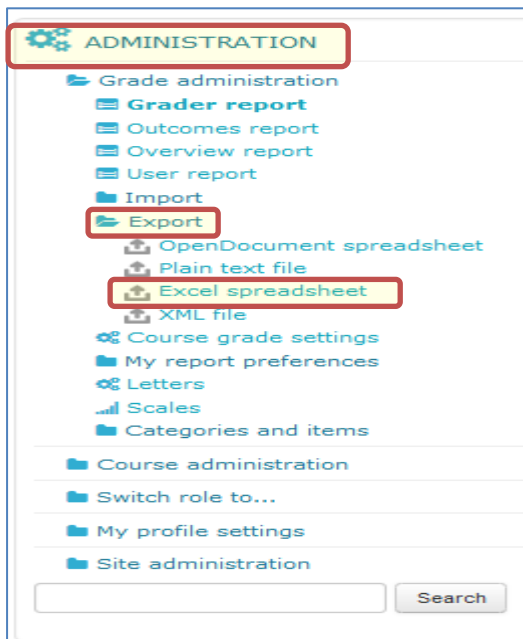 ADMINISTRATION
Grade administration
Grader report
Outcomes report
Overview report
User report
Import
Export
OpenDocument spreadsheet
Plain text file
Excel spreadsheet
XML file
Course grade settings
My report preferences
Letters
Scales
Categories and items
Course administration
Switch role to...
My profile settings
Site administration
Search